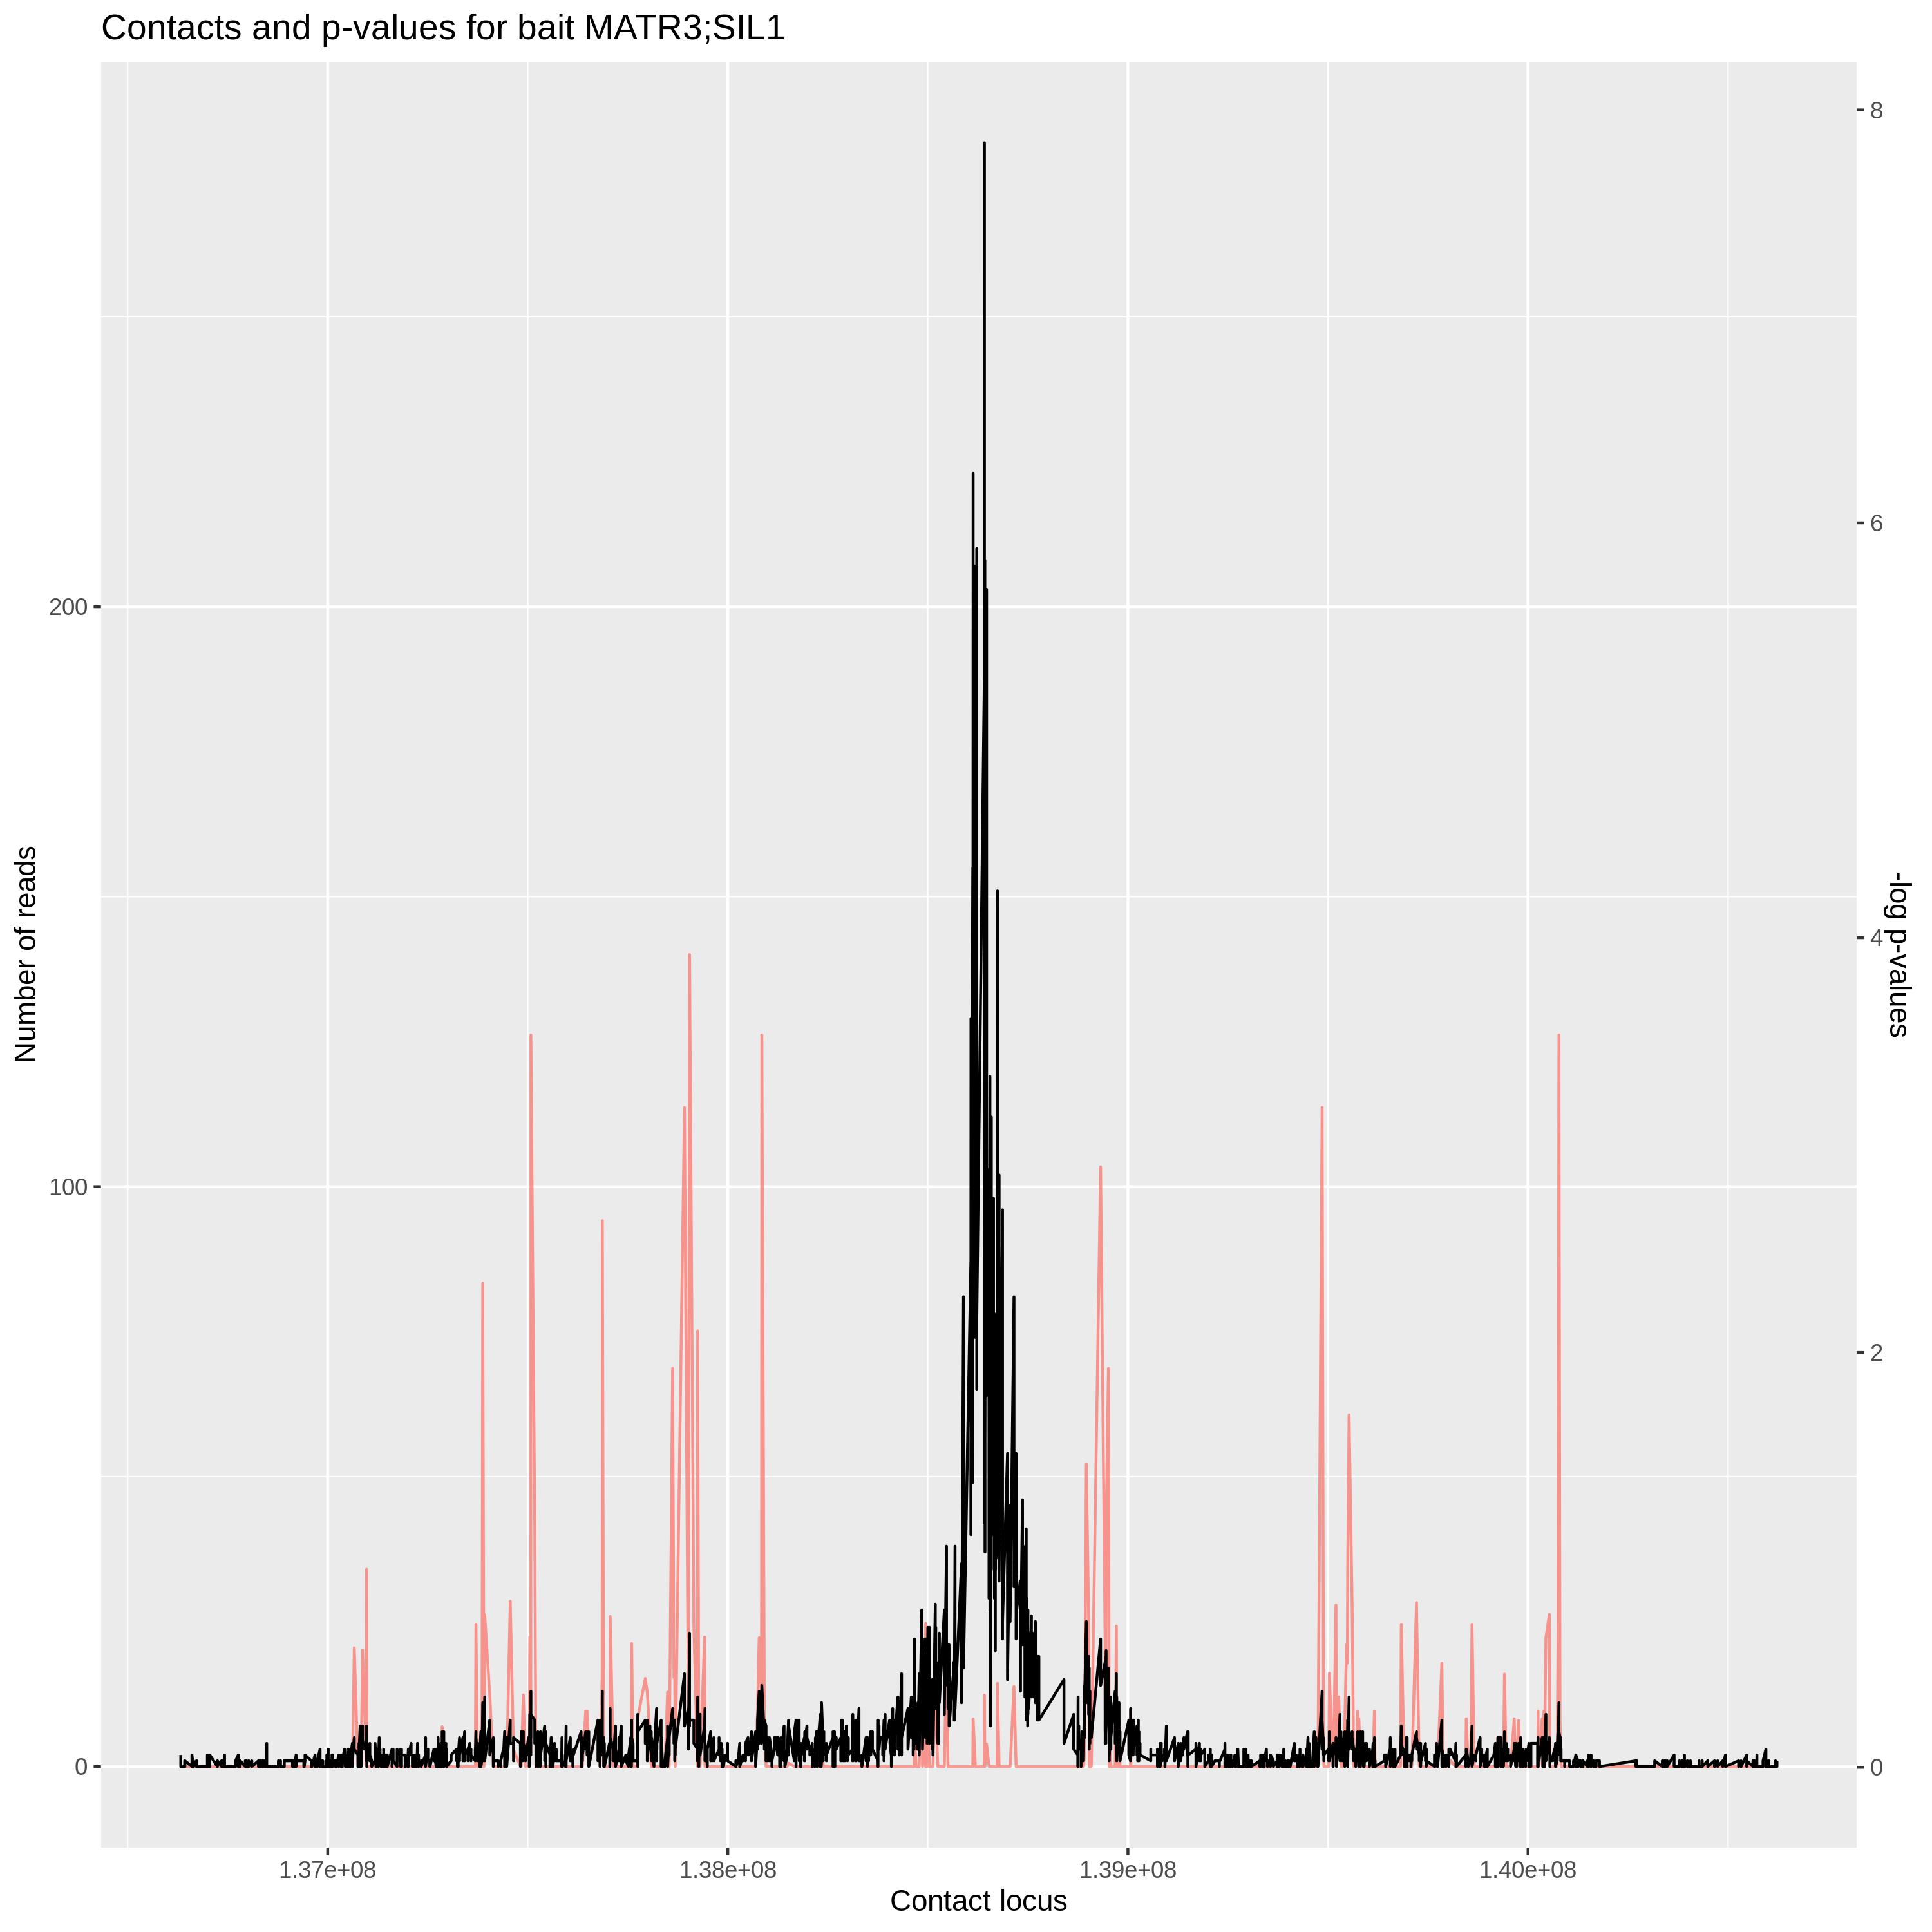 Contacts and p-values for bait MATR3;SIL1
8
6
200
Number of reads
-log p-values
4
100
2
0
0
1.37e+08
1.38e+08
1.39e+08
1.40e+08
Contact locus